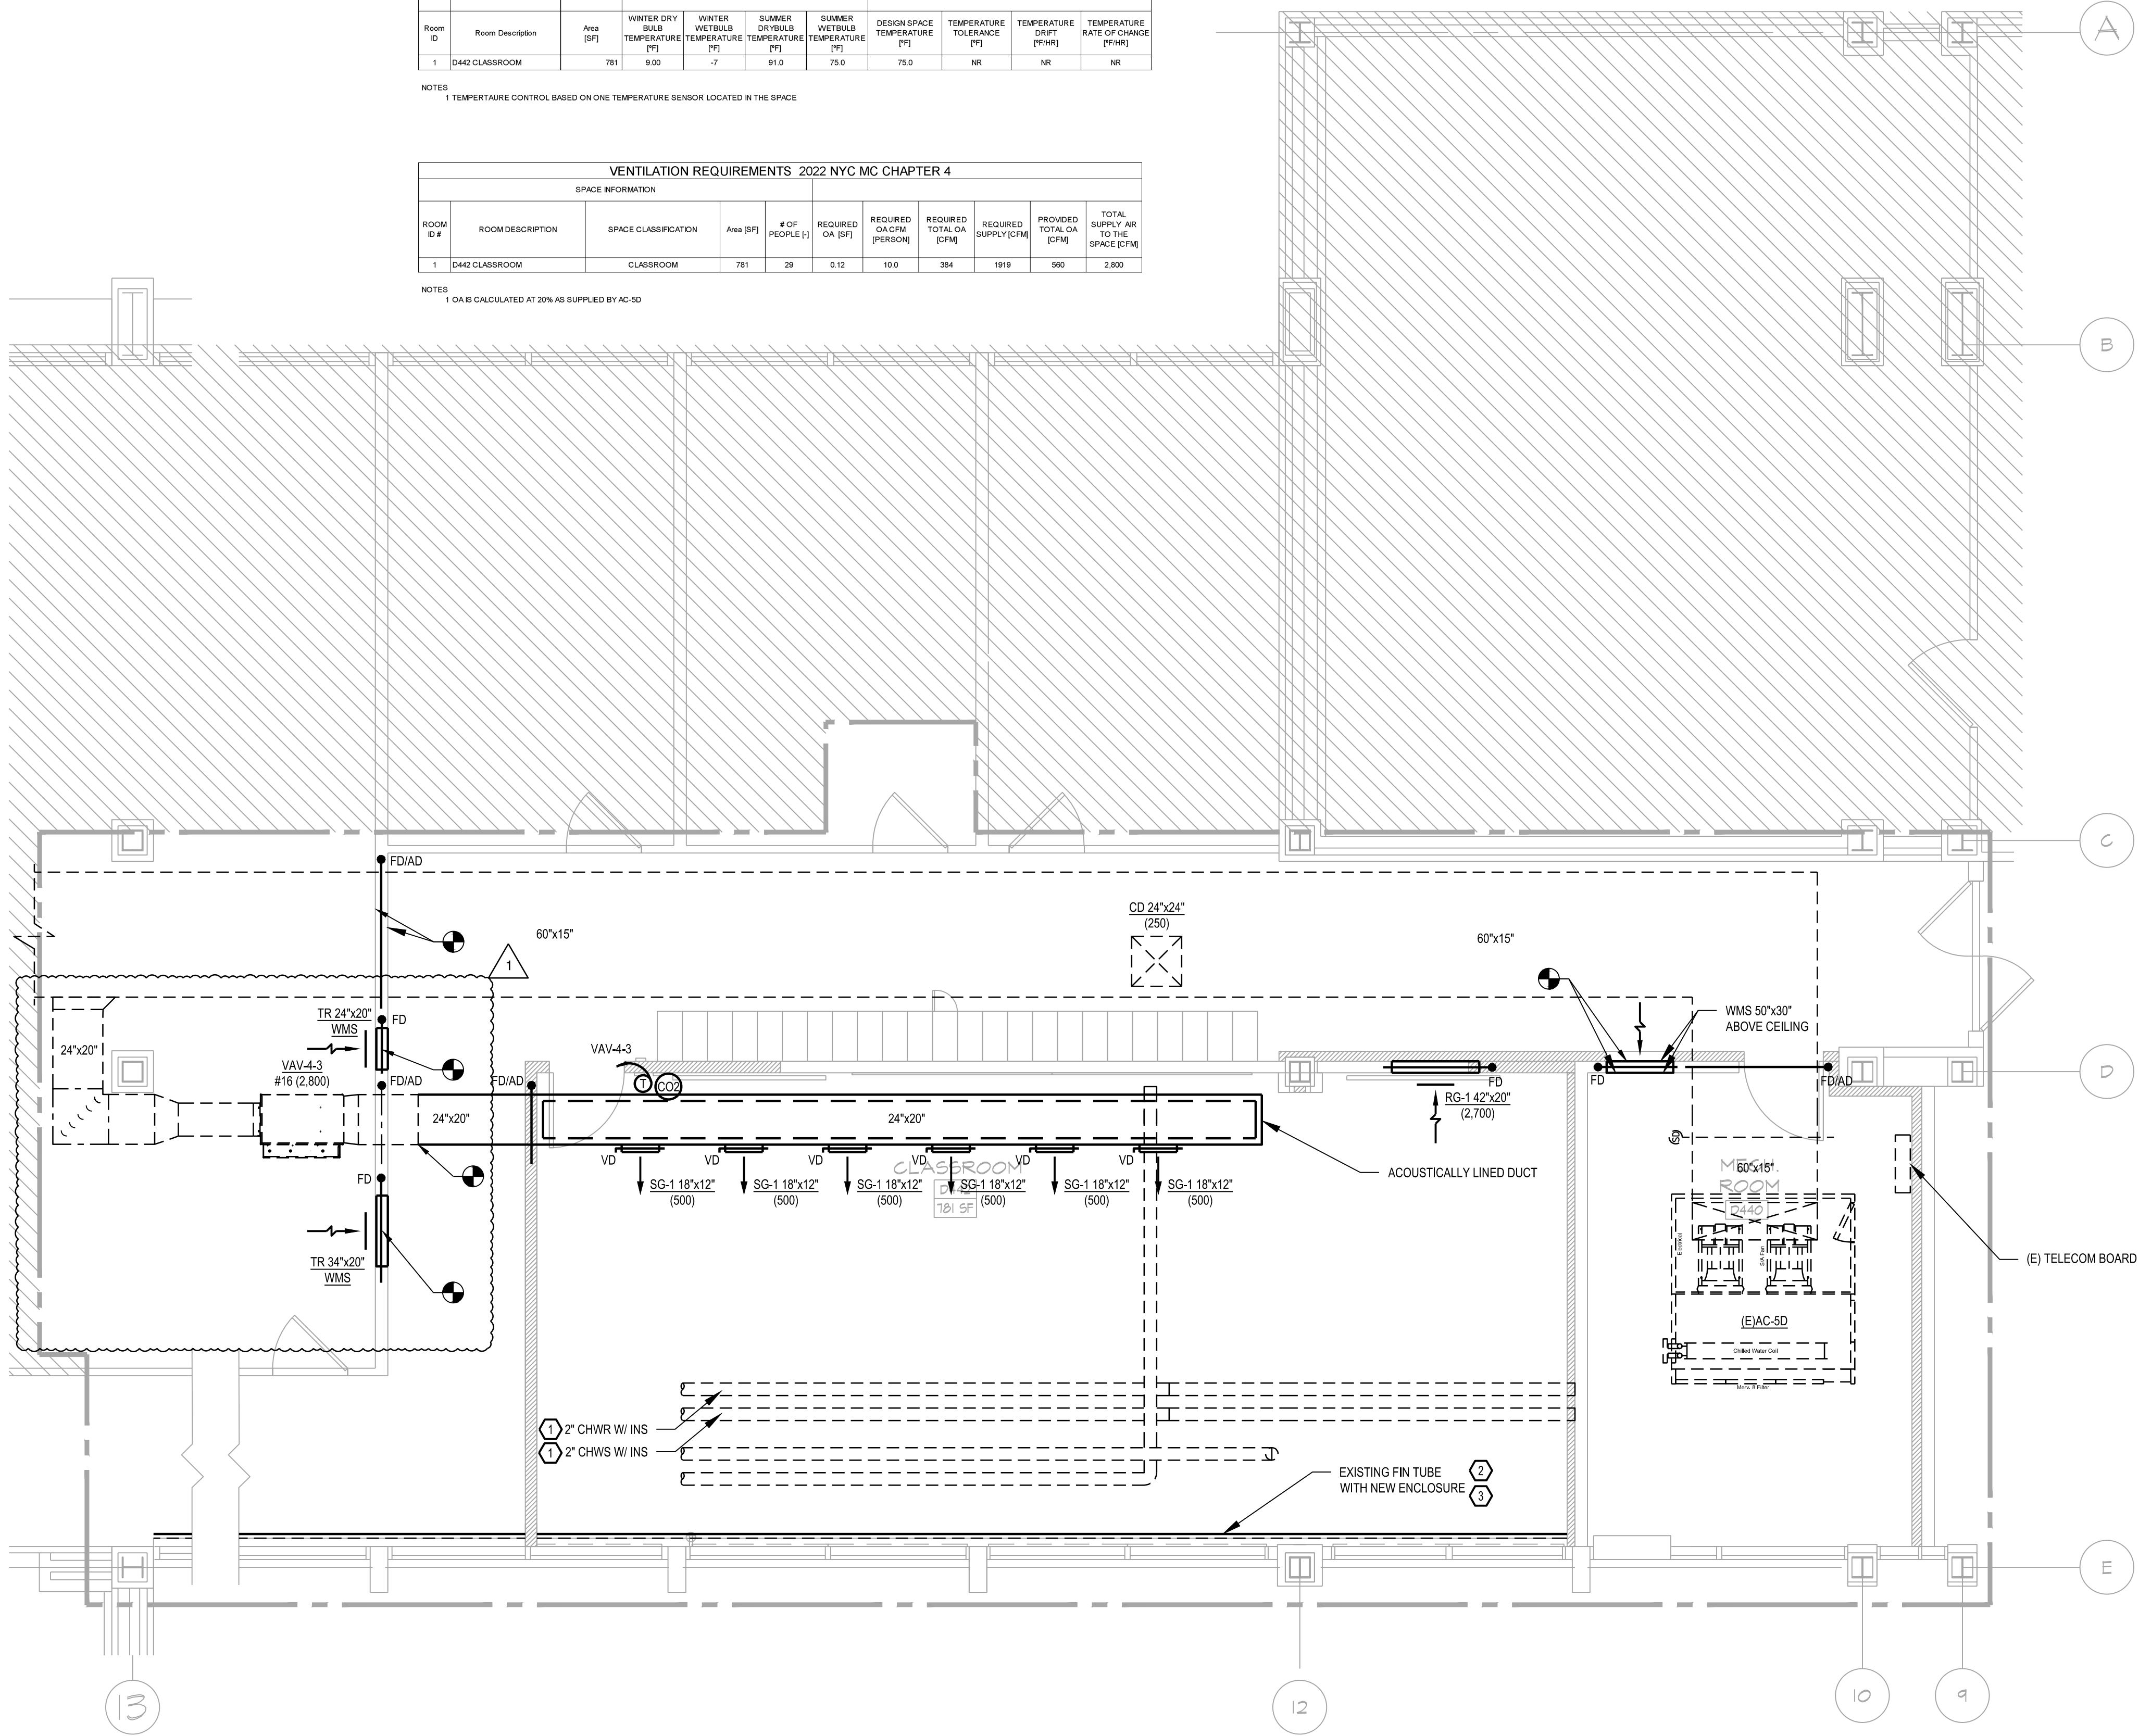 Room ID	Room Description	Area [SF]	WINTER DRY BULB TEMPERATURE [°F]	WINTER WETBULB TEMPERATURE [°F]	SUMMER DRYBULB TEMPERATURE [°F]	SUMMER WETBULB TEMPERATURE [°F]	DESIGN SPACE TEMPERATURE [°F]	TEMPERATURE TOLERANCE [°F]	TEMPERATURE DRIFT [°F/HR]	TEMPERATURE RATE OF CHANGE [°F/HR]
1	D442 CLASSROOM	781	9.00	-7	91.0	75.0	75.0	NR	NR	NR
NOTES
1 TEMPERTAURE CONTROL BASED ON ONE TEMPERATURE SENSOR LOCATED IN THE SPACE
VENTILATION REQUIREMENTS 2022 NYC MC CHAPTER 4
SPACE INFORMATION
ROOM ID #	ROOM DESCRIPTION	SPACE CLASSIFICATION	Area [SF]	# OF PEOPLE [-]	REQUIRED OA [SF]	REQUIRED OA CFM [PERSON]	REQUIRED TOTAL OA [CFM]	REQUIRED SUPPLY [CFM]	PROVIDED TOTAL OA [CFM]	TOTAL SUPPLY AIR TO THE SPACE [CFM]
1	D442 CLASSROOM	CLASSROOM	781	29	0.12	10.0	384	1919	560	2,800
NOTES
1 OA IS CALCULATED AT 20% AS SUPPLIED BY AC-5D
A
B
C
FD/AD
CD 24"x24"
(250)
60"x15"
60"x15"
1
TR 24"x20"
WMS
FD
WMS 50"x30"
ABOVE CEILING
24"x20"
VAV-4-3
#16 (2,800)
VAV-4-3
T
CO2
FD/AD
FD/AD
FD
FD
FD/AD
D
RG-1 42"x20"
(2,700)
24"x20"
24"x20"
SD
VD
VD
VD
VD
VD
VD
CLASSROOM
781 SF
ACOUSTICALLY LINED DUCT
MECH.
ROOM
D440
60"x15"
FD
SG-1 18"x12"
(500)
SG-1 18"x12"
(500)
SG-1 18"x12"
(500)
SG-1 18"x12"
(500)
SG-1 18"x12"
(500)
SG-1 18"x12"
(500)
TR 34"x20"
WMS
Electrical
S/A Fan
(E) TELECOM BOARD
(E)AC-5D
Chilled Water Coil
Merv. 8 Filter
1 2" CHWR W/ INS
1 2" CHWS W/ INS
EXISTING FIN TUBE 2
WITH NEW ENCLOSURE 3
E
13
12
10
9